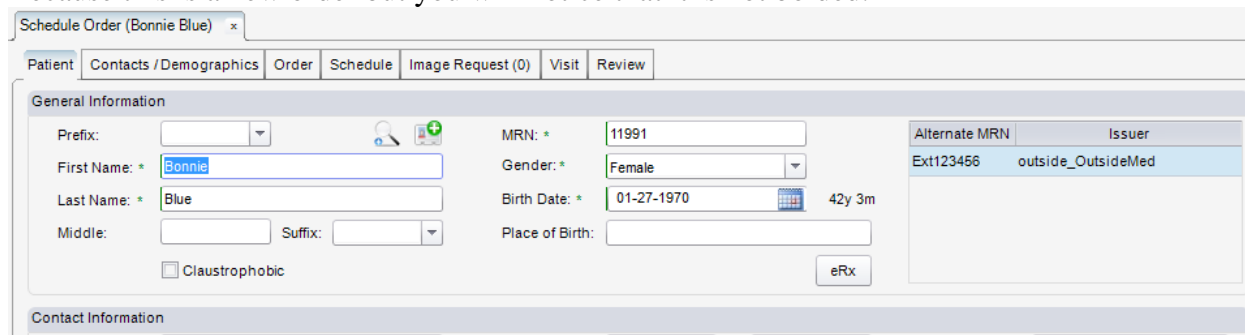 Schedule Order (Bonnie Blue) x
Patient Contacts / Demographics Order Schedule Image Request (0) Visit Review
General Information
Prefix: MRN: * 11991 Alternate MRN Issuer
First Name: * Bonnie Gender: * Female Ext123456 outside_OutsideMed
Last Name: * Blue Birth Date: * 01-27-1970 42y 3m
Middle: Suffix: Place of Birth:
Claustrophobic eRx
Contact Information